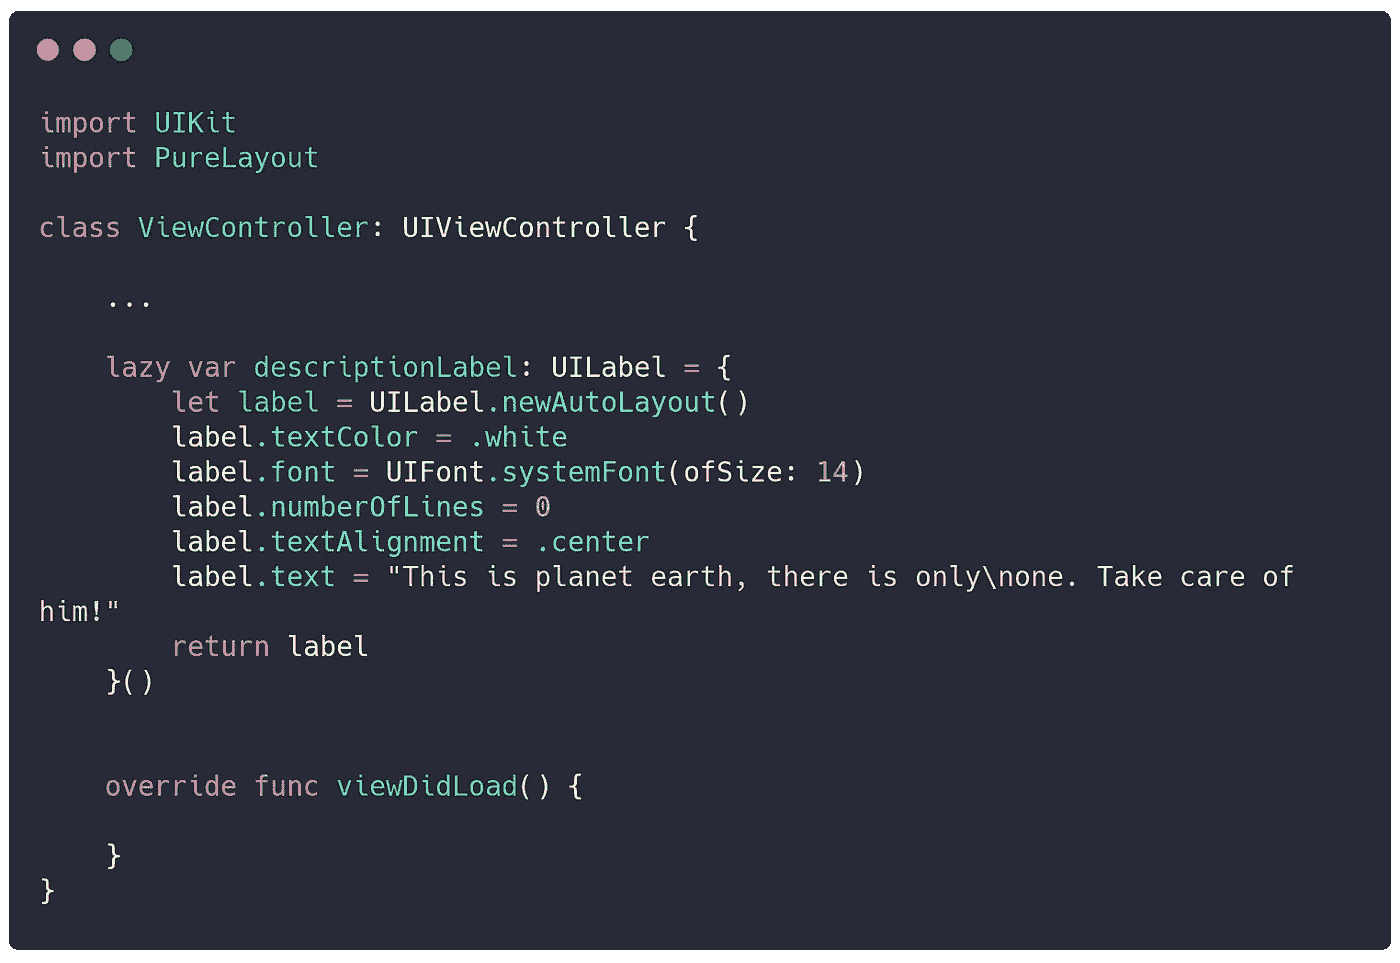 import UIKit
import PureLayout
class ViewController: UIViewController {
...
lazy var descriptionLabel: UILabel = {
let label = UILabel.newAutoLayout()
label.textColor = .white
label.font = UIFont.systemFont(ofSize: 14)
label.numberOfLines = 0
label.textAlignment = .center
label.text = "This is planet earth, there is only\none. Take care of
him!"
return label
}()
override func viewDidLoad() {
}
}